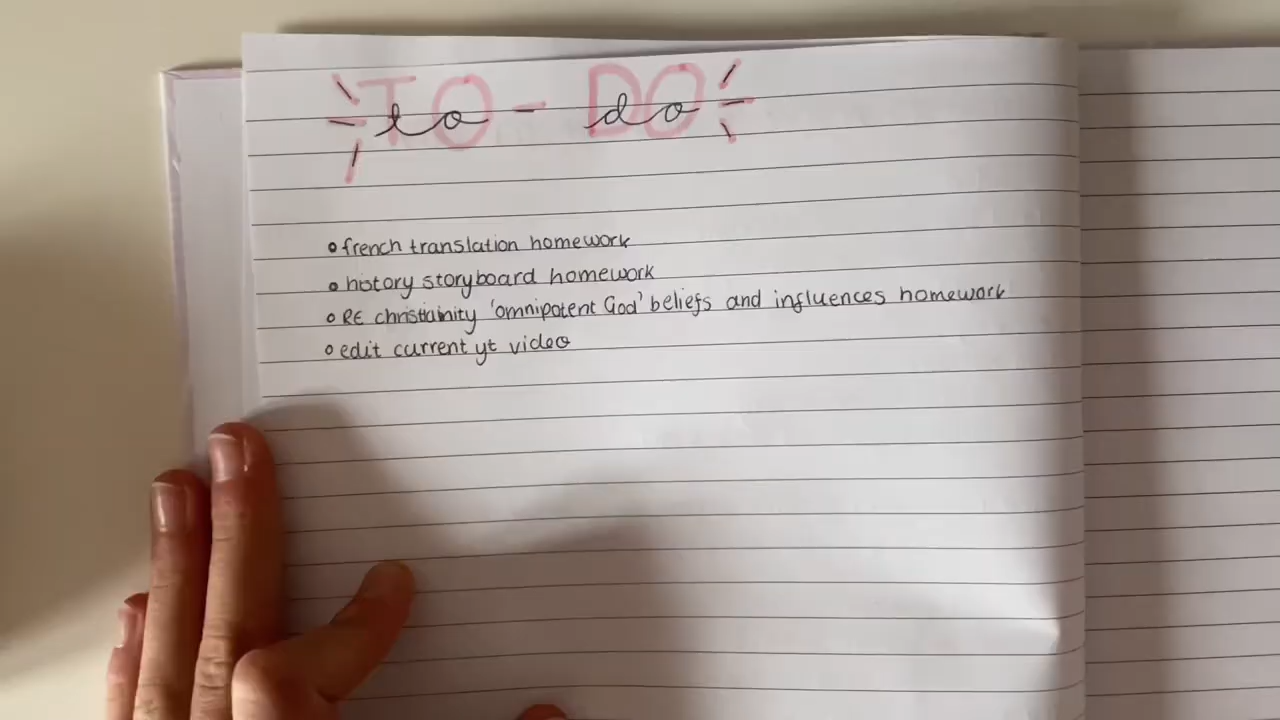 TO - DO
to - do
french translation homework
history storyboard homework
RE christiainity 'omnipotent God' beliefs and influences homework
edit current yt video